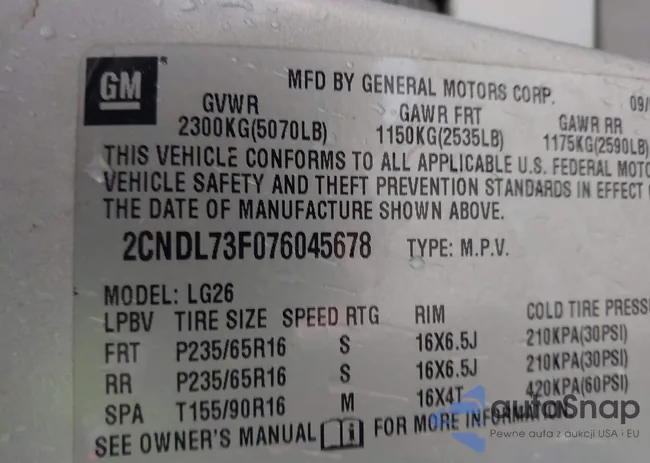 GM MFD BY GENERAL MOTORS CORP. 09/
GVWR GAWR FRT GAWR RR
2300KG(5070LB) 1150KG(2535LB) 1175KG(2590LB)
THIS VEHICLE CONFORMS TO ALL APPLICABLE U.S. FEDERAL MOTO
VEHICLE SAFETY AND THEFT PREVENTION STANDARDS IN EFFECT
THE DATE OF MANUFACTURE SHOWN ABOVE.
2CNDL73F076045678 TYPE: M.P.V.
MODEL: LG26
LPBV TIRE SIZE SPEED RTG RIM COLD TIRE PRESS
FRT P235/65R16 S 16X6.5J 210KPA(30PSI)
RR P235/65R16 S 16X6.5J 210KPA(30PSI)
SPA T155/90R16 M 16X4T 420KPA(60PSI)
SEE OWNER'S MANUAL i FOR MORE INFORMATION
autoSnap
Pewne auta z aukcji USA i EU